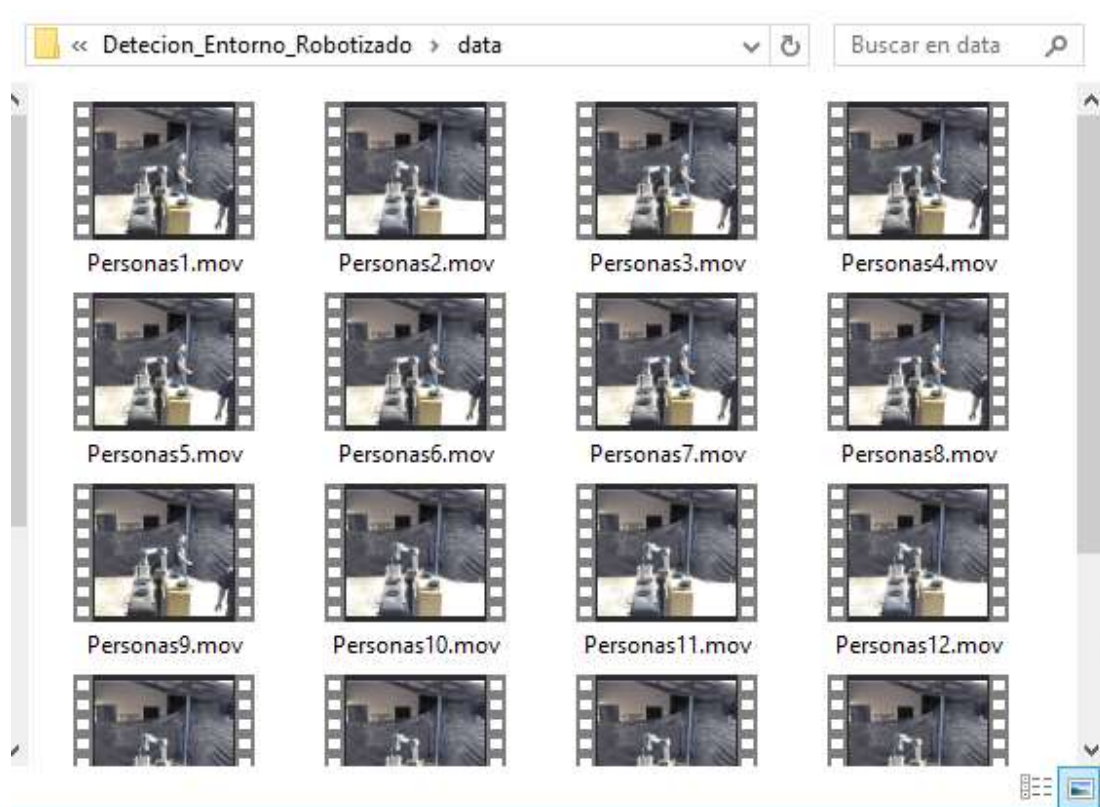 « Detecion_Entorno_Robotizado › data
Buscar en data
Personas1.mov Personas2.mov Personas3.mov Personas4.mov
Personas5.mov Personas6.mov Personas7.mov Personas8.mov
Personas9.mov Personas10.mov Personas11.mov Personas12.mov